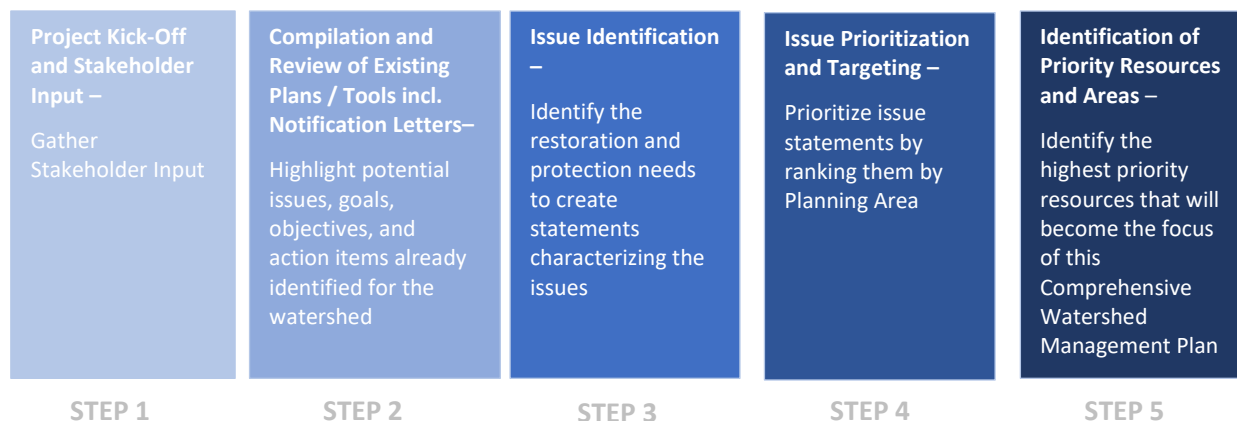 Project Kick-Off
and Stakeholder
Input –
Gather
Stakeholder Input
STEP 1
Compilation and
Review of Existing
Plans / Tools incl.
Notification Letters–
Highlight potential
issues, goals,
objectives, and
action items already
identified for the
watershed
STEP 2
Issue Identification
–
Identify the
restoration and
protection needs
to create
statements
characterizing the
issues
STEP 3
Issue Prioritization
and Targeting –
Prioritize issue
statements by
ranking them by
Planning Area
STEP 4
Identification of
Priority Resources
and Areas –
Identify the
highest priority
resources that will
become the focus
of this
Comprehensive
Watershed
Management Plan
STEP 5